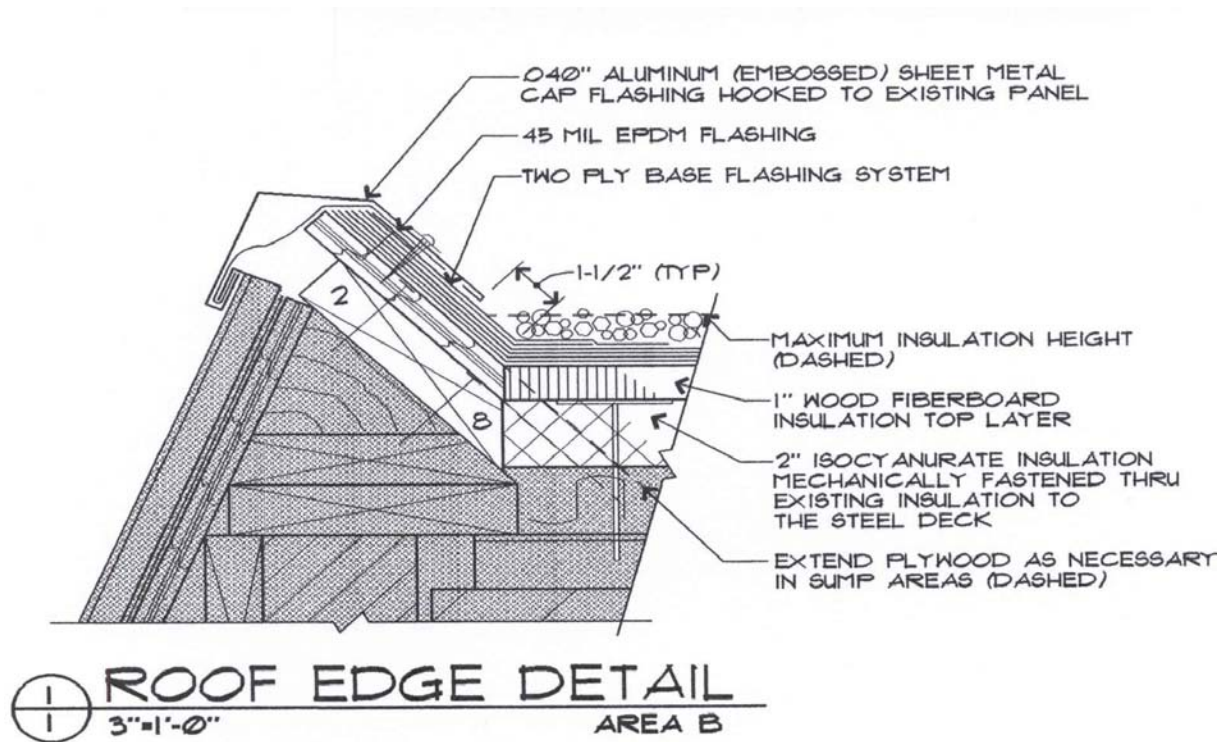 .040" ALUMINUM (EMBOSSED) SHEET METAL
CAP FLASHING HOOKED TO EXISTING PANEL
45 MIL EPDM FLASHING
TWO PLY BASE FLASHING SYSTEM
1-1/2" (TYP)
2
8
MAXIMUM INSULATION HEIGHT
(DASHED)
1" WOOD FIBERBOARD
INSULATION TOP LAYER
2" ISOCYANURATE INSULATION
MECHANICALLY FASTENED THRU
EXISTING INSULATION TO
THE STEEL DECK
EXTEND PLYWOOD AS NECESSARY
IN SUMP AREAS (DASHED)
1
1
ROOF EDGE DETAIL
3"=1'-0"
AREA B